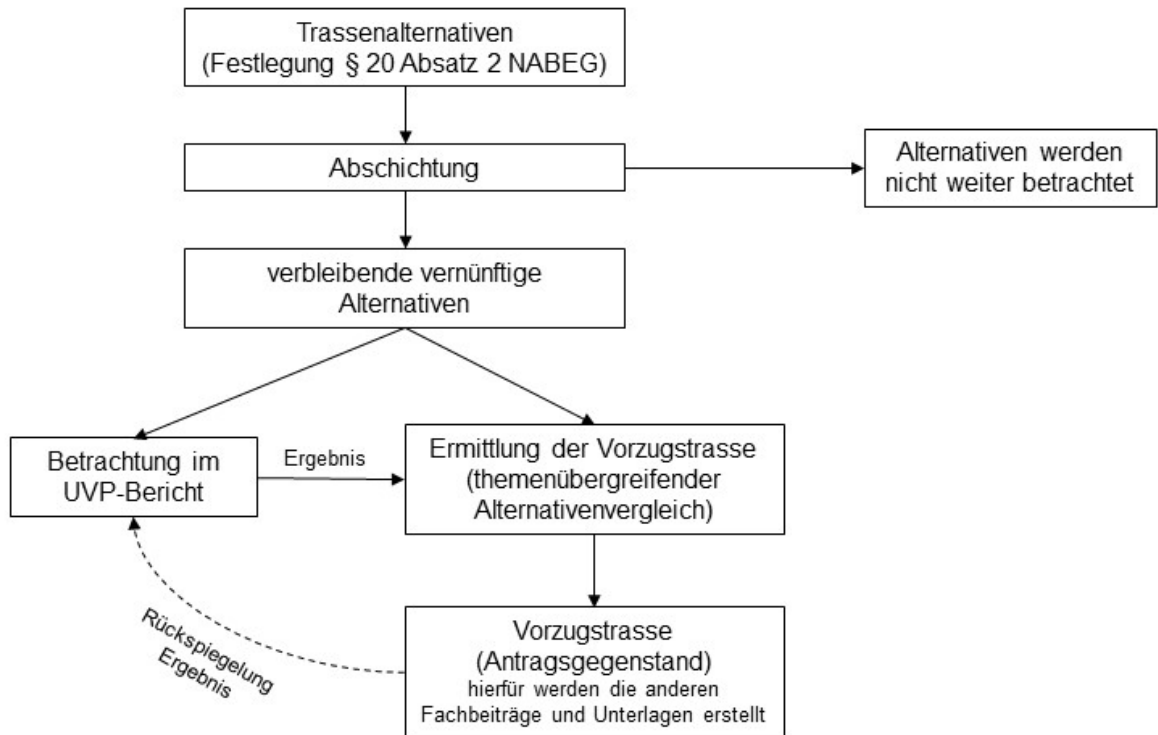 Trassenalternativen
(Festlegung § 20 Absatz 2 NABEG)
Abschichtung
Alternativen werden
nicht weiter betrachtet
verbleibende vernünftige
Alternativen
Betrachtung im
UVP-Bericht
Ergebnis
Ermittlung der Vorzugstrasse
(themenübergreifender
Alternativenvergleich)
Rückspiegelung
Ergebnis
Vorzugstrasse
(Antragsgegenstand)
hierfür werden die anderen
Fachbeiträge und Unterlagen erstellt